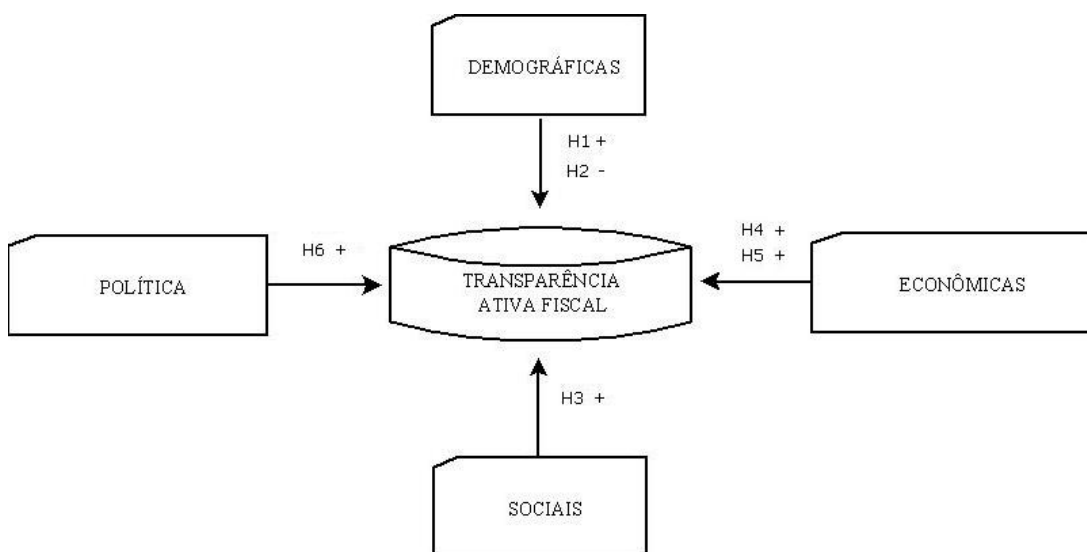 DEMOGRÁFICAS
H1 +
H2 -
POLÍTICA
H6 +
TRANSPARÊNCIA
ATIVA FISCAL
H4 +
H5 +
ECONÔMICAS
H3 +
SOCIAIS